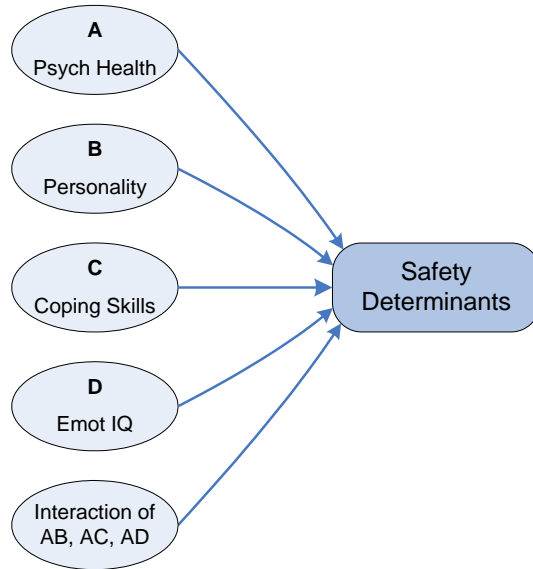 A
Psych Health
B
Personality
C
Coping Skills
D
Emot IQ
Interaction of
AB, AC, AD
Safety
Determinants